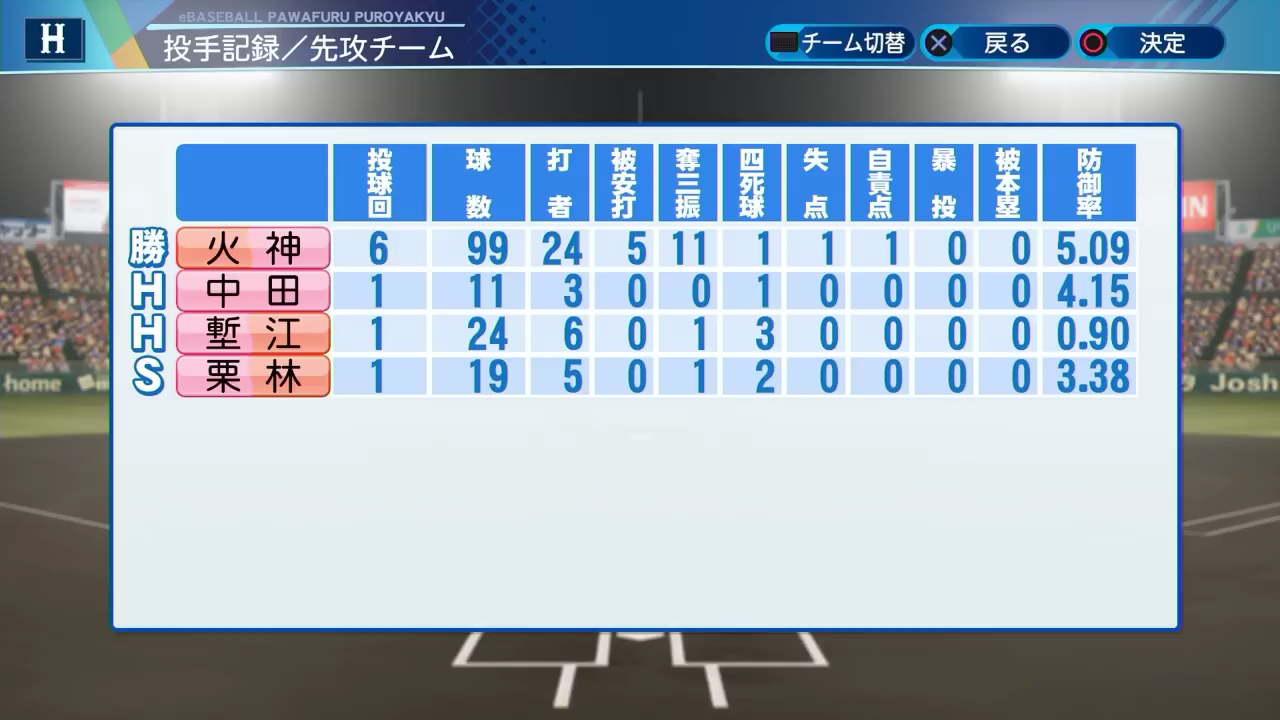 H
eBASEBALL PAWAFURU PUROYAKYU
投手記録／先攻チーム
チーム切替 戻る 決定
投球回 球数 打者 被安打 奪三振 四死球 失点 自責点 暴投 被本塁 防御率
勝 火神 6 99 24 5 11 1 1 1 0 0 5.09
H 中田 1 11 3 0 0 1 0 0 0 0 4.15
H 塹江 1 24 6 0 1 3 0 0 0 0 0.90
S 栗林 1 19 5 0 1 2 0 0 0 0 3.38
home
Josh